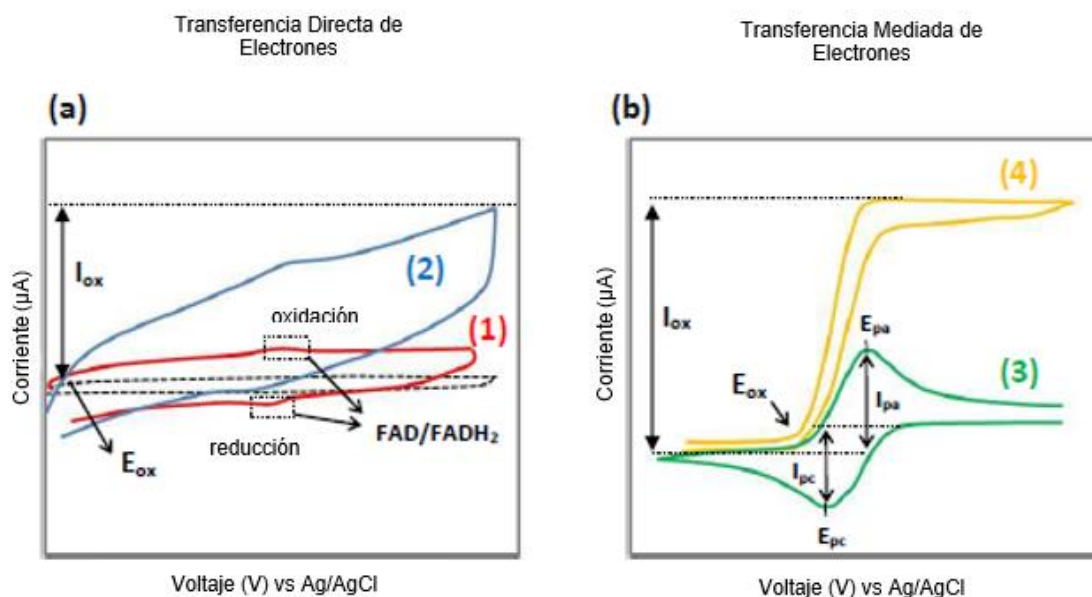 Transferencia Directa de
Electrones
Transferencia Mediada de
Electrones
(a)
(b)
Corriente (µA)
Iox
(2)
oxidación
(1)
reducción
FAD/FADH2
Eox
Voltaje (V) vs Ag/AgCl
Corriente (µA)
(4)
Iox
Epa
Eox
(3)
Ipa
Ipc
Epc
Voltaje (V) vs Ag/AgCl